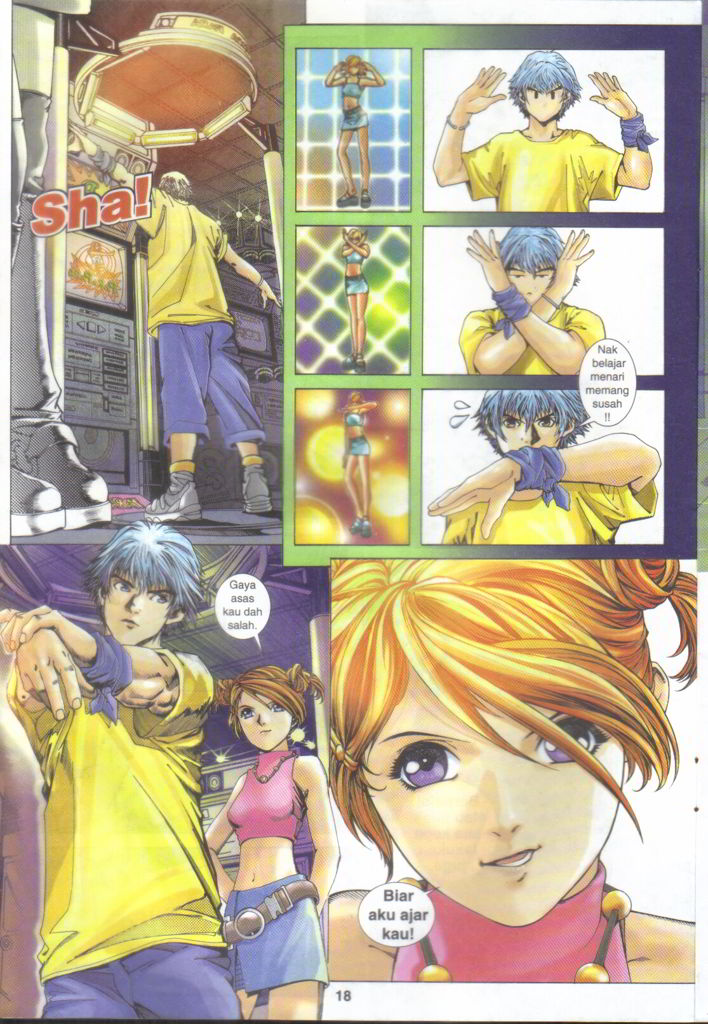 Sha!
Nak
belajar
menari
memang
susah
!!
Gaya
asas
kau dah
salah.
Biar
aku ajar
kau!
18